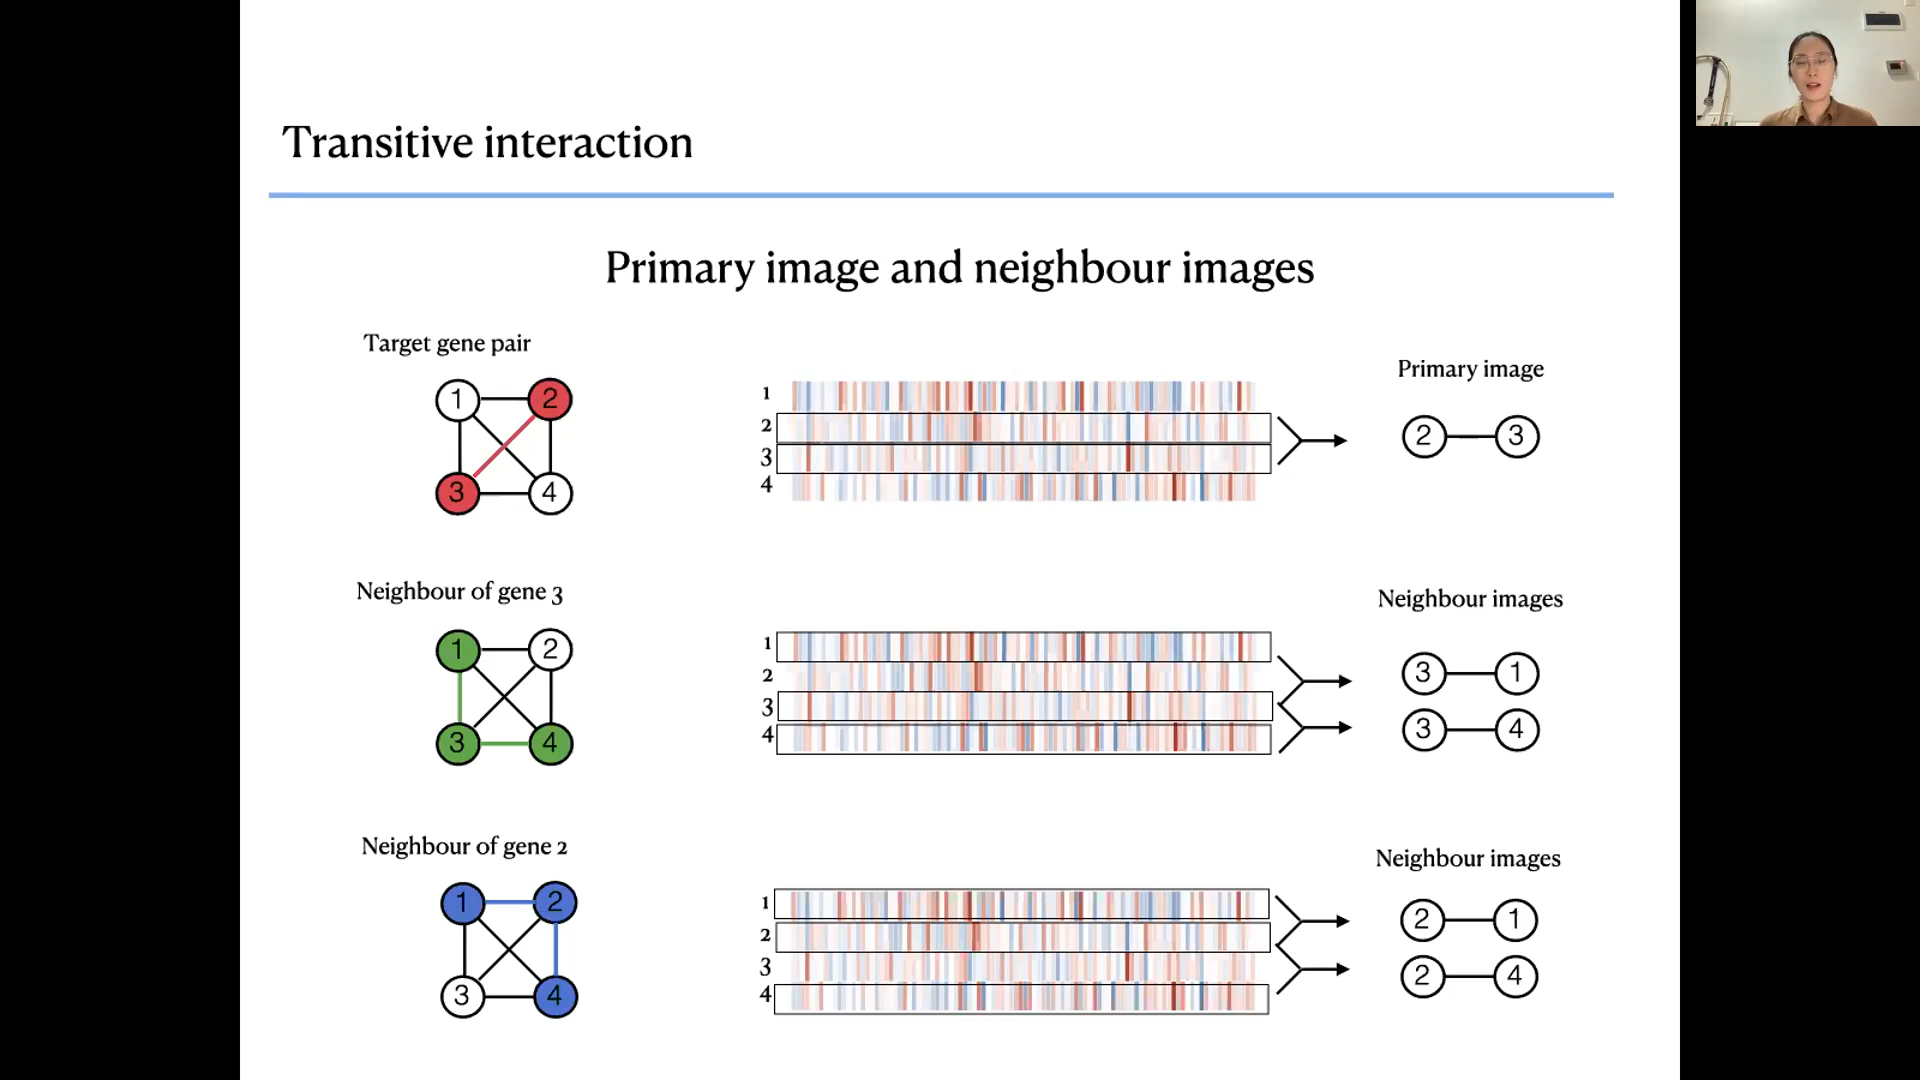 Transitive interaction
Primary image and neighbour images
Target gene pair
1 2
3 4
1
2
3
4
Primary image
2 3
Neighbour of gene 3
1 2
3 4
1
2
3
4
Neighbour images
3 1
3 4
Neighbour of gene 2
1 2
3 4
1
2
3
4
Neighbour images
2 1
2 4